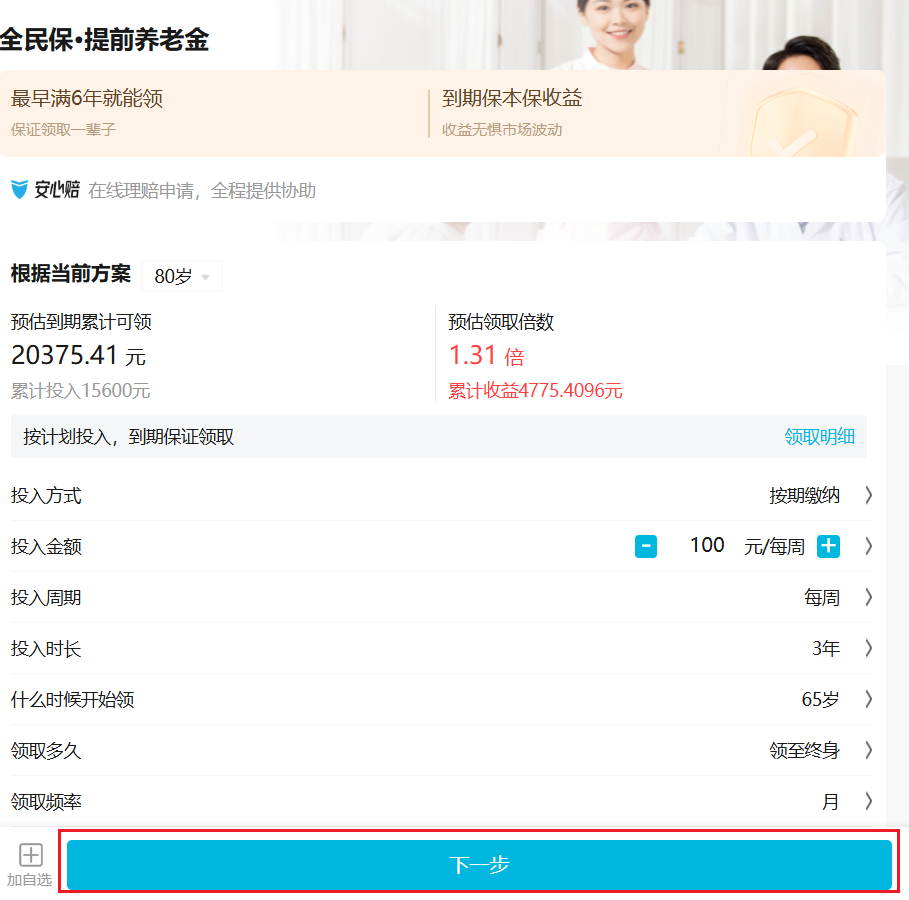 全民保·提前养老金
最早满6年就能领
保证领取一辈子
到期保本保收益
收益无惧市场波动
安心赔 在线理赔申请，全程提供协助
根据当前方案 80岁
预估到期累计可领
20375.41 元
累计投入15600元
预估领取倍数
1.31 倍
累计收益4775.4096元
按计划投入，到期保证领取 领取明细
投入方式 按期缴纳
投入金额 - 100 元/每周 +
投入周期 每周
投入时长 3年
什么时候开始领 65岁
领取多久 领至终身
领取频率 月
加自选
下一步